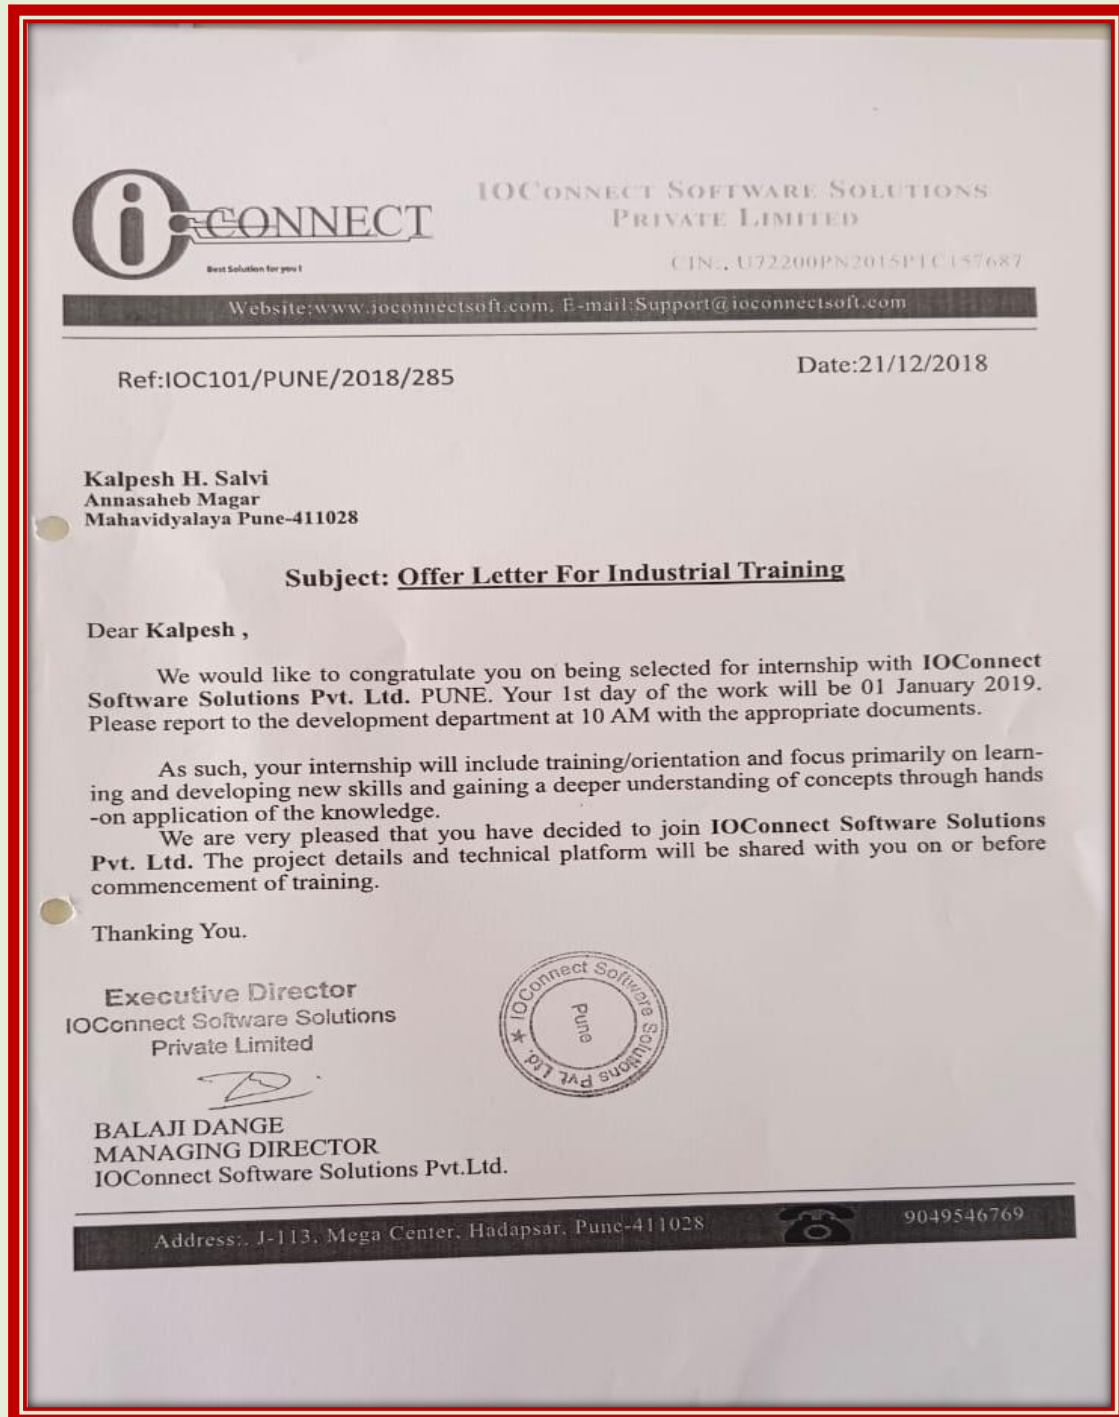 iCONNECT
Best Solution for you !
IOCONNECT SOFTWARE SOLUTIONS
PRIVATE LIMITED
CIN:. U72200PN2015PTC157687
Website:www.ioconnectsoft.com, E-mail:Support@ioconnectsoft.com
Ref:IOC101/PUNE/2018/285
Date:21/12/2018
Kalpesh H. Salvi
Annasaheb Magar
Mahavidyalaya Pune-411028
Subject: Offer Letter For Industrial Training
Dear Kalpesh ,
We would like to congratulate you on being selected for internship with IOConnect
Software Solutions Pvt. Ltd. PUNE. Your 1st day of the work will be 01 January 2019.
Please report to the development department at 10 AM with the appropriate documents.
As such, your internship will include training/orientation and focus primarily on learn-
ing and developing new skills and gaining a deeper understanding of concepts through hands
-on application of the knowledge.
We are very pleased that you have decided to join IOConnect Software Solutions
Pvt. Ltd. The project details and technical platform will be shared with you on or before
commencement of training.
Thanking You.
Executive Director
IOConnect Software Solutions
Private Limited
★ IOConnect Software Solutions Pvt. Ltd.
Pune
BALAJI DANGE
MANAGING DIRECTOR
IOConnect Software Solutions Pvt.Ltd.
Address:. J-113, Mega Center, Hadapsar, Pune-411028
9049546769